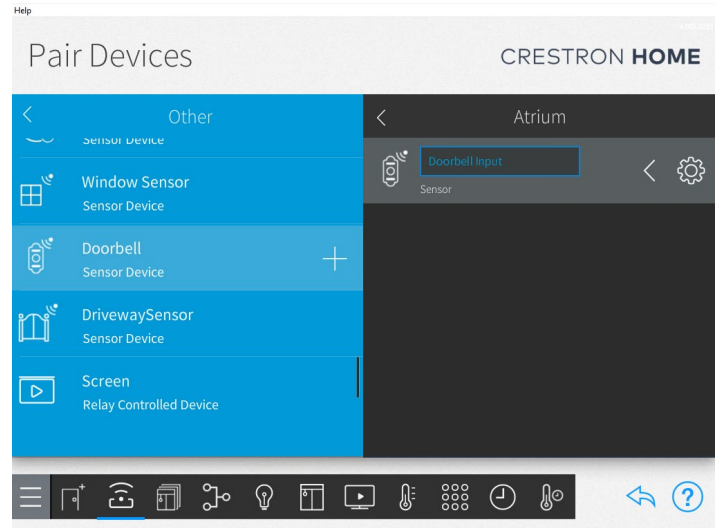 Help
Pair Devices
CRESTRON HOME
Other
Sensor Device
Window Sensor
Sensor Device
Doorbell
Sensor Device
DrivewaySensor
Sensor Device
Screen
Relay Controlled Device
Atrium
Doorbell Input
Sensor
?